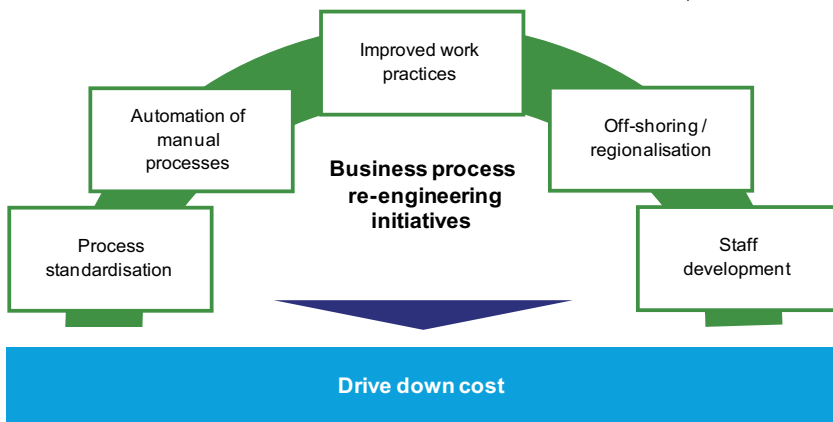 Improved work
practices
Automation of
manual
processes
Off-shoring /
regionalisation
Business process
re-engineering
initiatives
Process
standardisation
Staff
development
Drive down cost